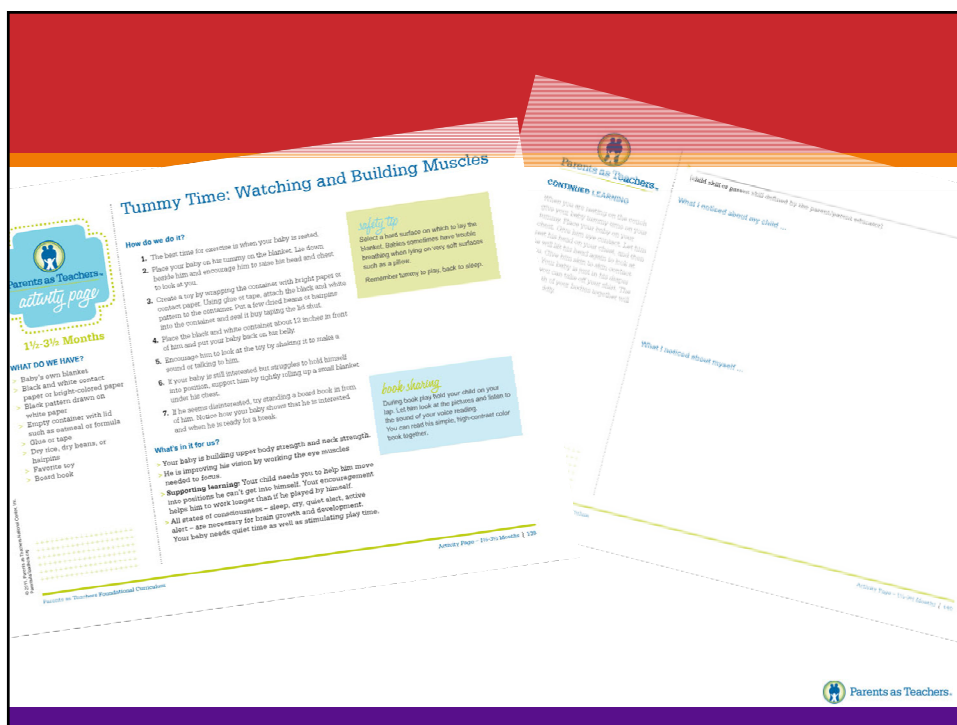 Tummy Time: Watching and Building Muscles
Parents as Teachers®
activity page
1½-3½ Months
WHAT DO WE HAVE?
> Baby's own blanket
> Black and white contact
paper or bright-colored paper
> Black pattern drawn on
white paper
> Empty container with lid
such as oatmeal or formula
> Glue or tape
> Dry rice, dry beans, or
hairpins
> Favorite toy
> Board book
How do we do it?
1. The best time for exercise is when your baby is rested.
2. Place your baby on his tummy on the blanket. Lie down
beside him and encourage him to raise his head and chest
to look at you.
3. Create a toy by wrapping the container with bright paper or
contact paper. Using glue or tape, attach the black and white
pattern to the container. Put a few dried beans or hairpins
into the container and seal it buy taping the lid shut.
4. Place the black and white container about 12 inches in front
of him and put your baby back on his belly.
5. Encourage him to look at the toy by shaking it to make a
sound or talking to him.
6. If your baby is still interested but struggles to hold himself
into position, support him by tightly rolling up a small blanket
under his chest.
7. If he seems disinterested, try standing a board book in front
of him. Notice how your baby shows that he is interested
and when he is ready for a break.
What's in it for us?
> Your baby is building upper body strength and neck strength.
> He is improving his vision by working the eye muscles
needed to focus.
> Supporting learning: Your child needs you to help him move
into positions he can't get into himself. Your encouragement
helps him to work longer than if he played by himself.
> All states of consciousness – sleep, cry, quiet alert, active
alert – are necessary for brain growth and development.
Your baby needs quiet time as well as stimulating play time.
safety tip
Select a hard surface on which to lay the
blanket. Babies sometimes have trouble
breathing when lying on very soft surfaces
such as a pillow.
Remember tummy to play, back to sleep.
book sharing
During book play hold your child on your
lap. Let him look at the pictures and listen to
the sound of your voice reading.
You can read his simple, high-contrast color
book together.
Parents as Teachers Foundational Curriculum
Activity Page – 1½-3½ Months |
Parents as Teachers®
CONTINUED LEARNING
What I noticed about my child ...
What I noticed about myself ...
Activity Page – 1½-3½ Months |
Parents as Teachers®